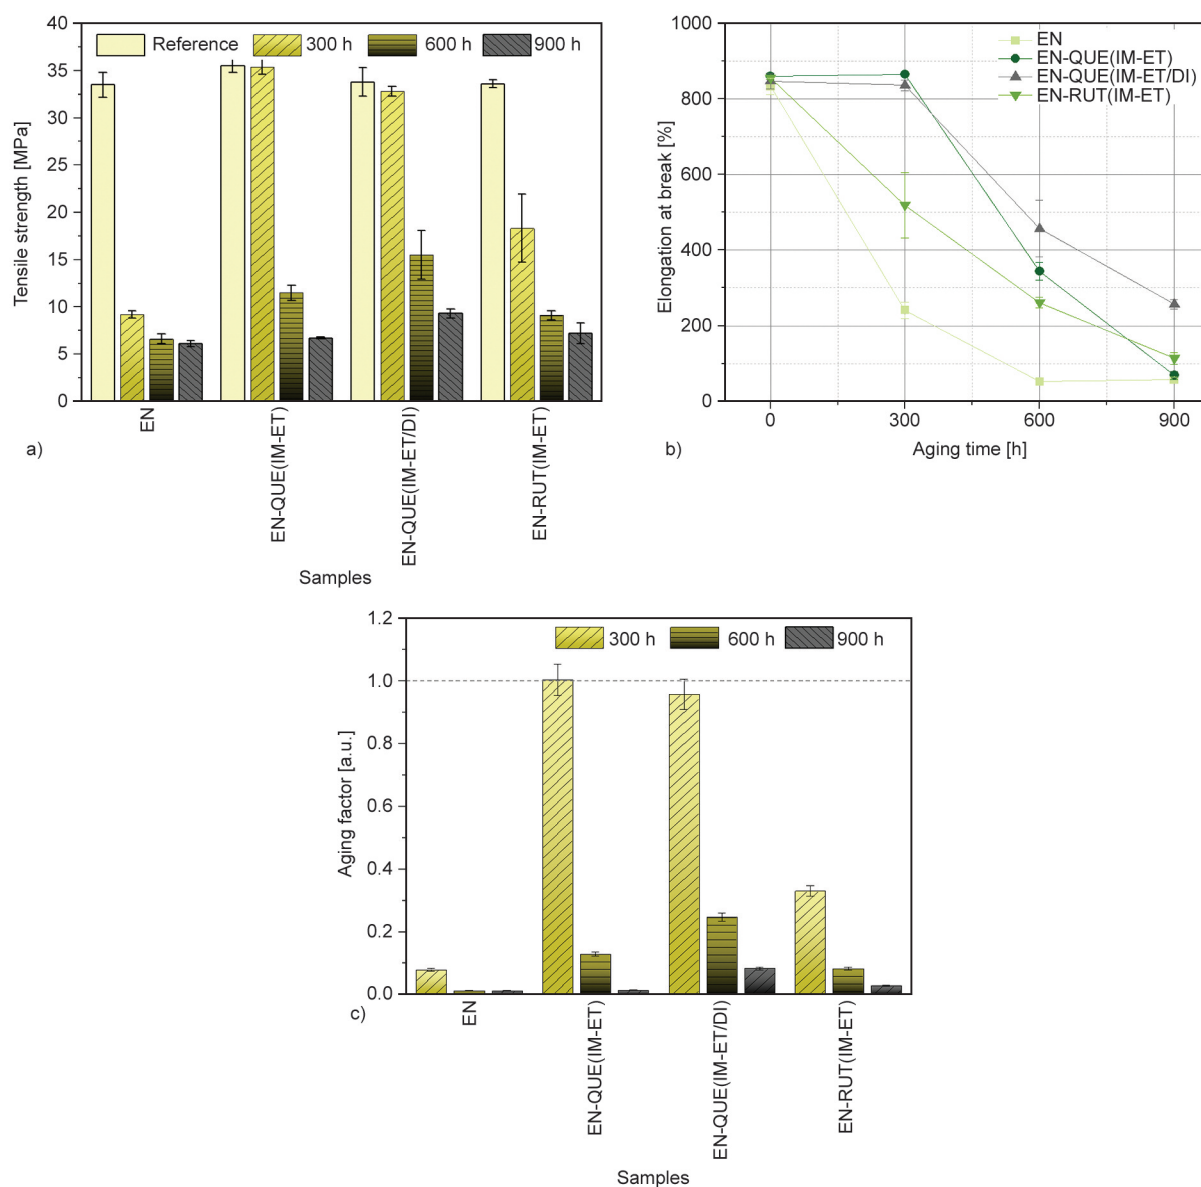 40
35
30
25
20
15
10
5
0
Tensile strength [MPa]
Reference 300 h 600 h 900 h
EN
EN-QUE(IM-ET)
EN-QUE(IM-ET/DI)
EN-RUT(IM-ET)
a)
Samples
1000
800
600
400
200
0
Elongation at break [%]
EN
EN-QUE(IM-ET)
EN-QUE(IM-ET/DI)
EN-RUT(IM-ET)
0 300 600 900
b) Aging time [h]
1.2
1.0
0.8
0.6
0.4
0.2
0.0
Aging factor [a.u.]
300 h 600 h 900 h
c)
EN
EN-QUE(IM-ET)
EN-QUE(IM-ET/DI)
EN-RUT(IM-ET)
Samples